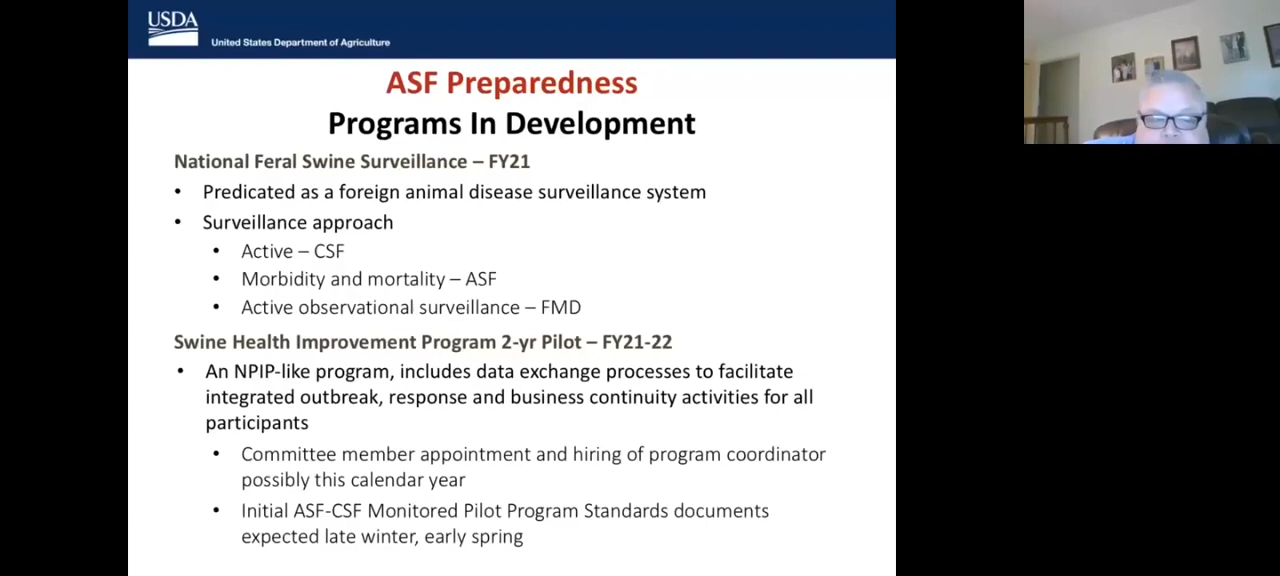 USDA
United States Department of Agriculture
ASF Preparedness
Programs In Development
National Feral Swine Surveillance – FY21
• Predicated as a foreign animal disease surveillance system
• Surveillance approach
• Active – CSF
• Morbidity and mortality – ASF
• Active observational surveillance – FMD
Swine Health Improvement Program 2-yr Pilot – FY21-22
• An NPIP-like program, includes data exchange processes to facilitate
integrated outbreak, response and business continuity activities for all
participants
• Committee member appointment and hiring of program coordinator
possibly this calendar year
• Initial ASF-CSF Monitored Pilot Program Standards documents
expected late winter, early spring